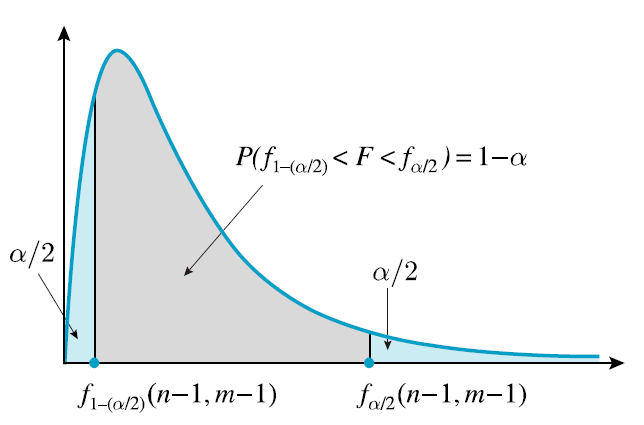 P(f₁₋(α/2) < F < fα/2) = 1−α
α/2
α/2
f₁₋(α/2)(n−1, m−1)
fα/2(n−1, m−1)